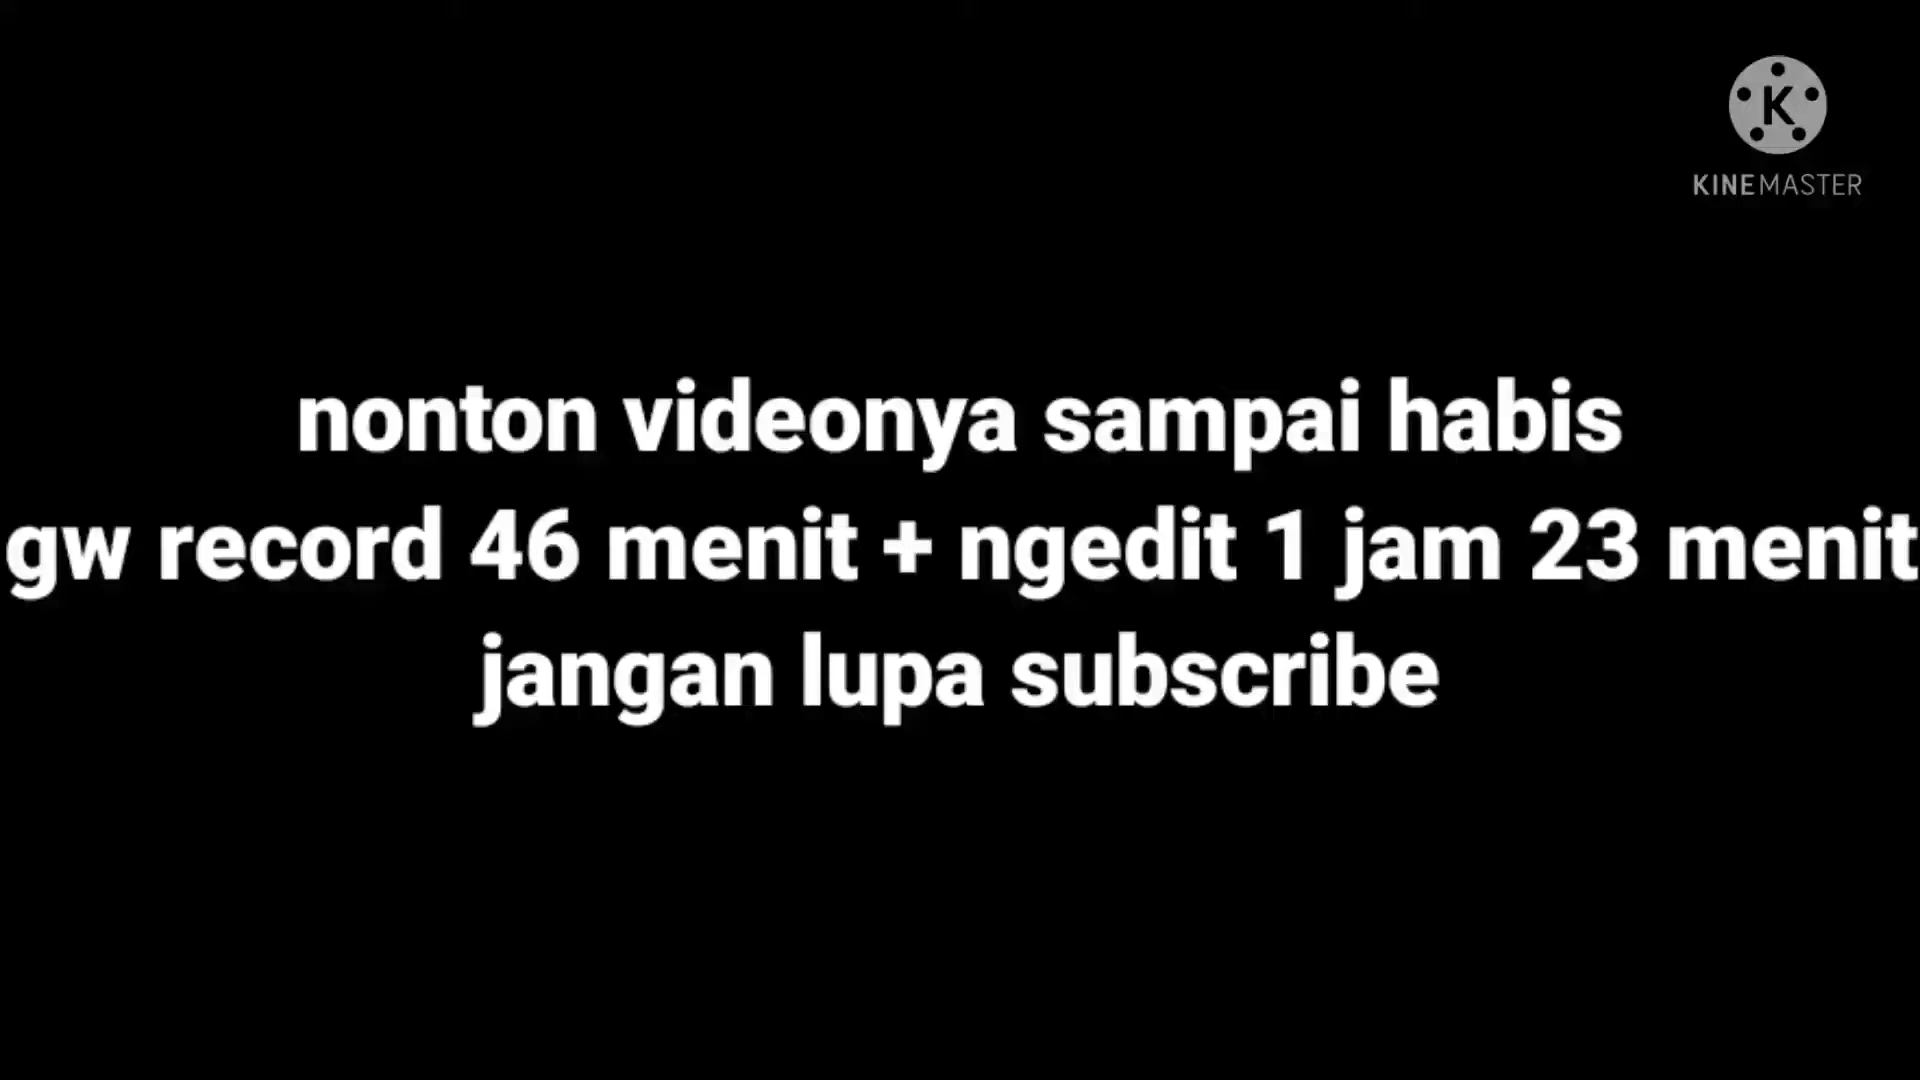 K
KINEMASTER
nonton videonya sampai habis
gw record 46 menit + ngedit 1 jam 23 menit
jangan lupa subscribe